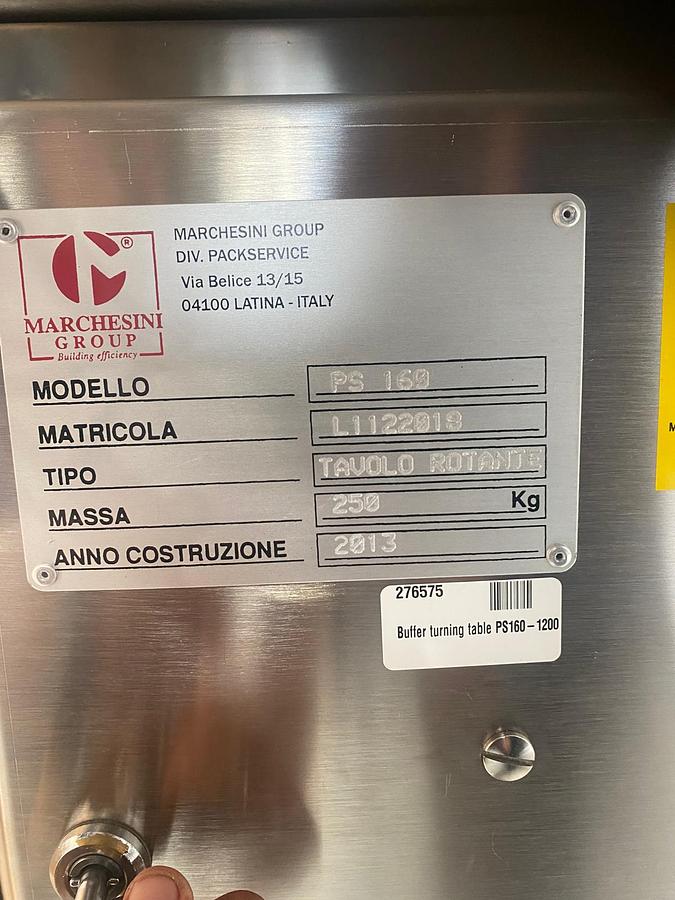 MARCHESINI GROUP
DIV. PACKSERVICE
Via Belice 13/15
04100 LATINA - ITALY
®
MARCHESINI
GROUP
Building efficiency
MODELLO PS 160
MATRICOLA L1122019
TIPO TAVOLO ROTANTE
MASSA 250 Kg
ANNO COSTRUZIONE 2013
276575
Buffer turning table PS160-1200
M